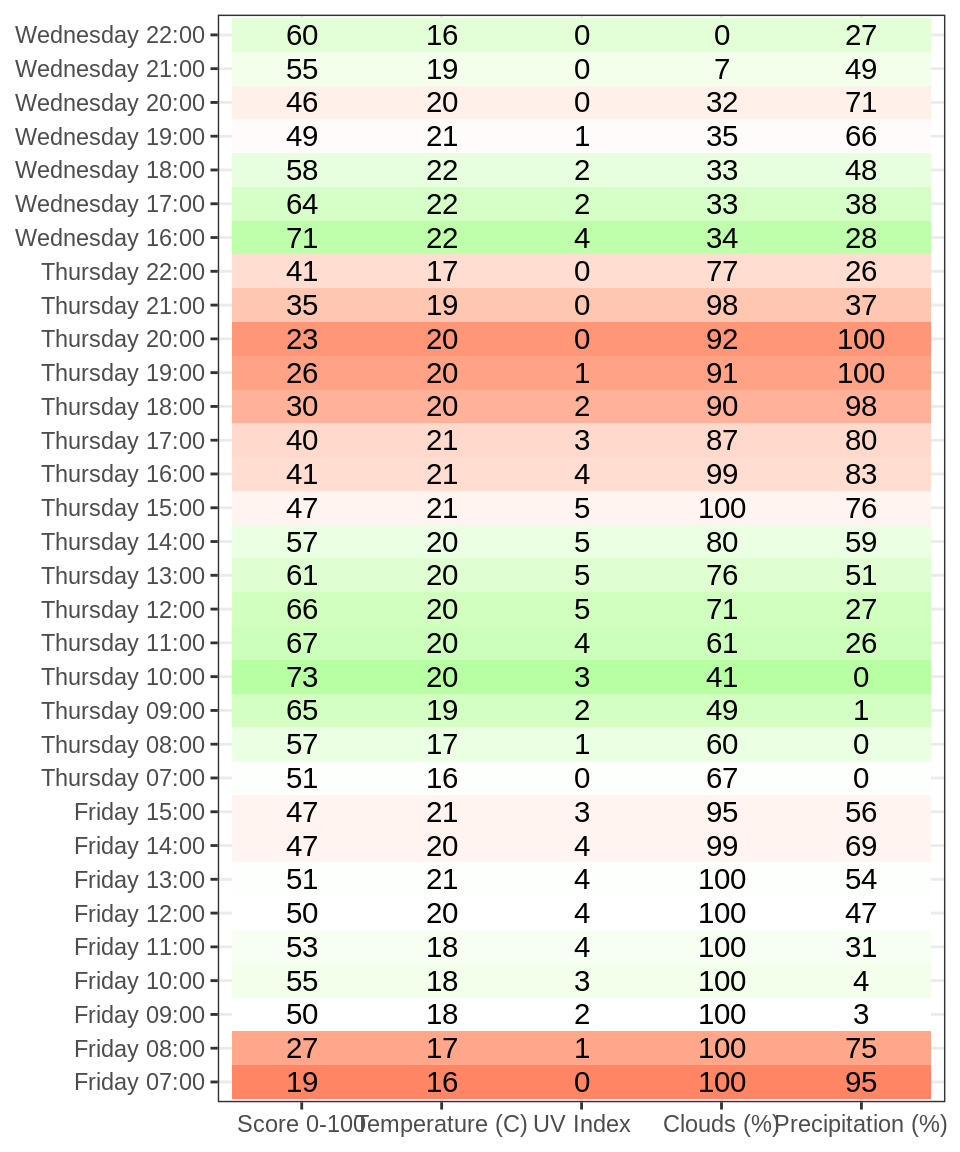 Wednesday 22:00 60 16 0 0 27
Wednesday 21:00 55 19 0 7 49
Wednesday 20:00 46 20 0 32 71
Wednesday 19:00 49 21 1 35 66
Wednesday 18:00 58 22 2 33 48
Wednesday 17:00 64 22 2 33 38
Wednesday 16:00 71 22 4 34 28
Thursday 22:00 41 17 0 77 26
Thursday 21:00 35 19 0 98 37
Thursday 20:00 23 20 0 92 100
Thursday 19:00 26 20 1 91 100
Thursday 18:00 30 20 2 90 98
Thursday 17:00 40 21 3 87 80
Thursday 16:00 41 21 4 99 83
Thursday 15:00 47 21 5 100 76
Thursday 14:00 57 20 5 80 59
Thursday 13:00 61 20 5 76 51
Thursday 12:00 66 20 5 71 27
Thursday 11:00 67 20 4 61 26
Thursday 10:00 73 20 3 41 0
Thursday 09:00 65 19 2 49 1
Thursday 08:00 57 17 1 60 0
Thursday 07:00 51 16 0 67 0
Friday 15:00 47 21 3 95 56
Friday 14:00 47 20 4 99 69
Friday 13:00 51 21 4 100 54
Friday 12:00 50 20 4 100 47
Friday 11:00 53 18 4 100 31
Friday 10:00 55 18 3 100 4
Friday 09:00 50 18 2 100 3
Friday 08:00 27 17 1 100 75
Friday 07:00 19 16 0 100 95
Score 0-100 Temperature (C) UV Index Clouds (%) Precipitation (%)